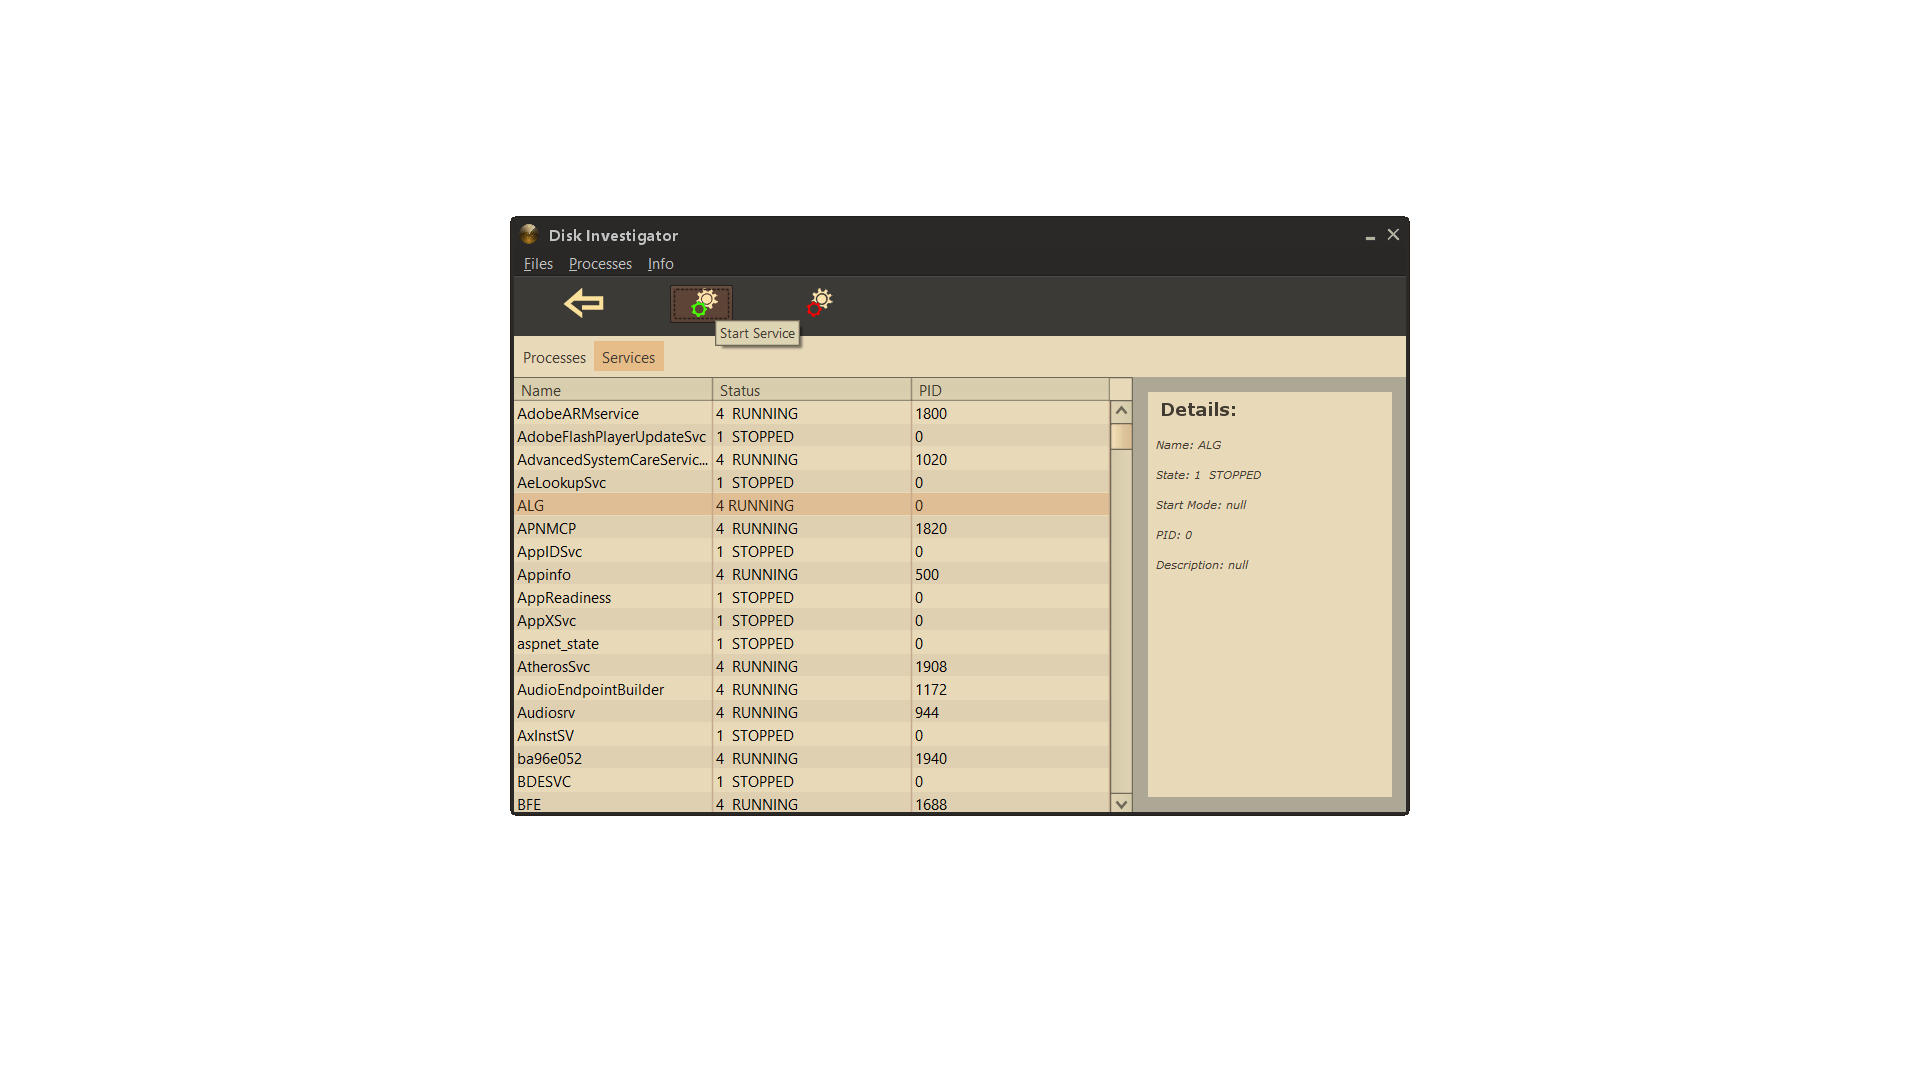 Disk Investigator
Files Processes Info
Start Service
Processes Services
Name Status PID
AdobeARMservice 4 RUNNING 1800
AdobeFlashPlayerUpdateSvc 1 STOPPED 0
AdvancedSystemCareServic... 4 RUNNING 1020
AeLookupSvc 1 STOPPED 0
ALG 4 RUNNING 0
APNMCP 4 RUNNING 1820
AppIDSvc 1 STOPPED 0
Appinfo 4 RUNNING 500
AppReadiness 1 STOPPED 0
AppXSvc 1 STOPPED 0
aspnet_state 1 STOPPED 0
AtherosSvc 4 RUNNING 1908
AudioEndpointBuilder 4 RUNNING 1172
Audiosrv 4 RUNNING 944
AxInstSV 1 STOPPED 0
ba96e052 4 RUNNING 1940
BDESVC 1 STOPPED 0
BFE 4 RUNNING 1688
Details:
Name: ALG
State: 1 STOPPED
Start Mode: null
PID: 0
Description: null